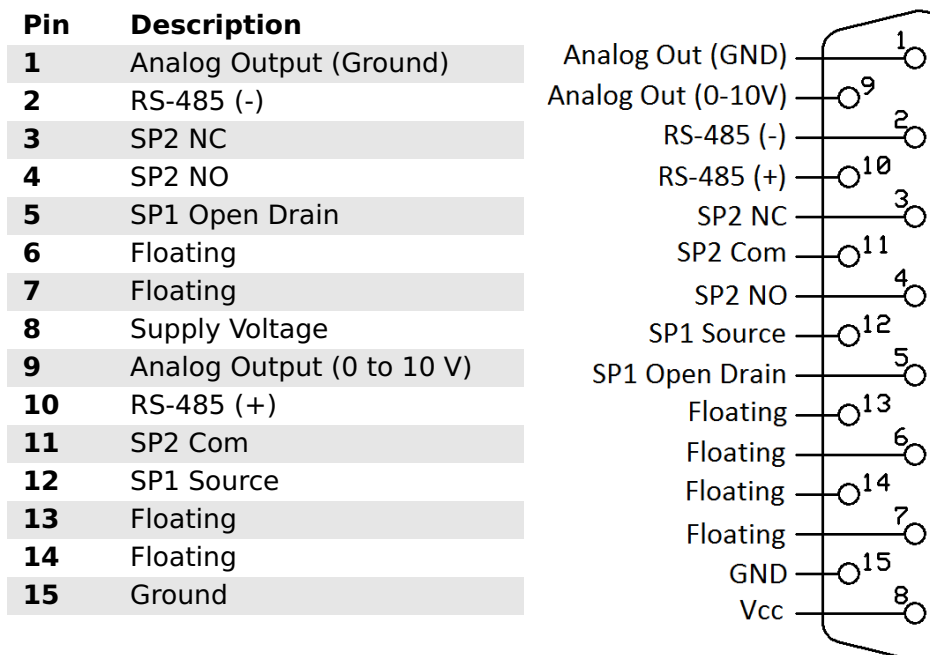 Pin Description
1 Analog Output (Ground)
2 RS-485 (-)
3 SP2 NC
4 SP2 NO
5 SP1 Open Drain
6 Floating
7 Floating
8 Supply Voltage
9 Analog Output (0 to 10 V)
10 RS-485 (+)
11 SP2 Com
12 SP1 Source
13 Floating
14 Floating
15 Ground
Analog Out (GND) 1
Analog Out (0-10V) 9
RS-485 (-) 2
RS-485 (+) 10
SP2 NC 3
SP2 Com 11
SP2 NO 4
SP1 Source 12
SP1 Open Drain 5
Floating 13
Floating 6
Floating 14
Floating 7
GND 15
Vcc 8